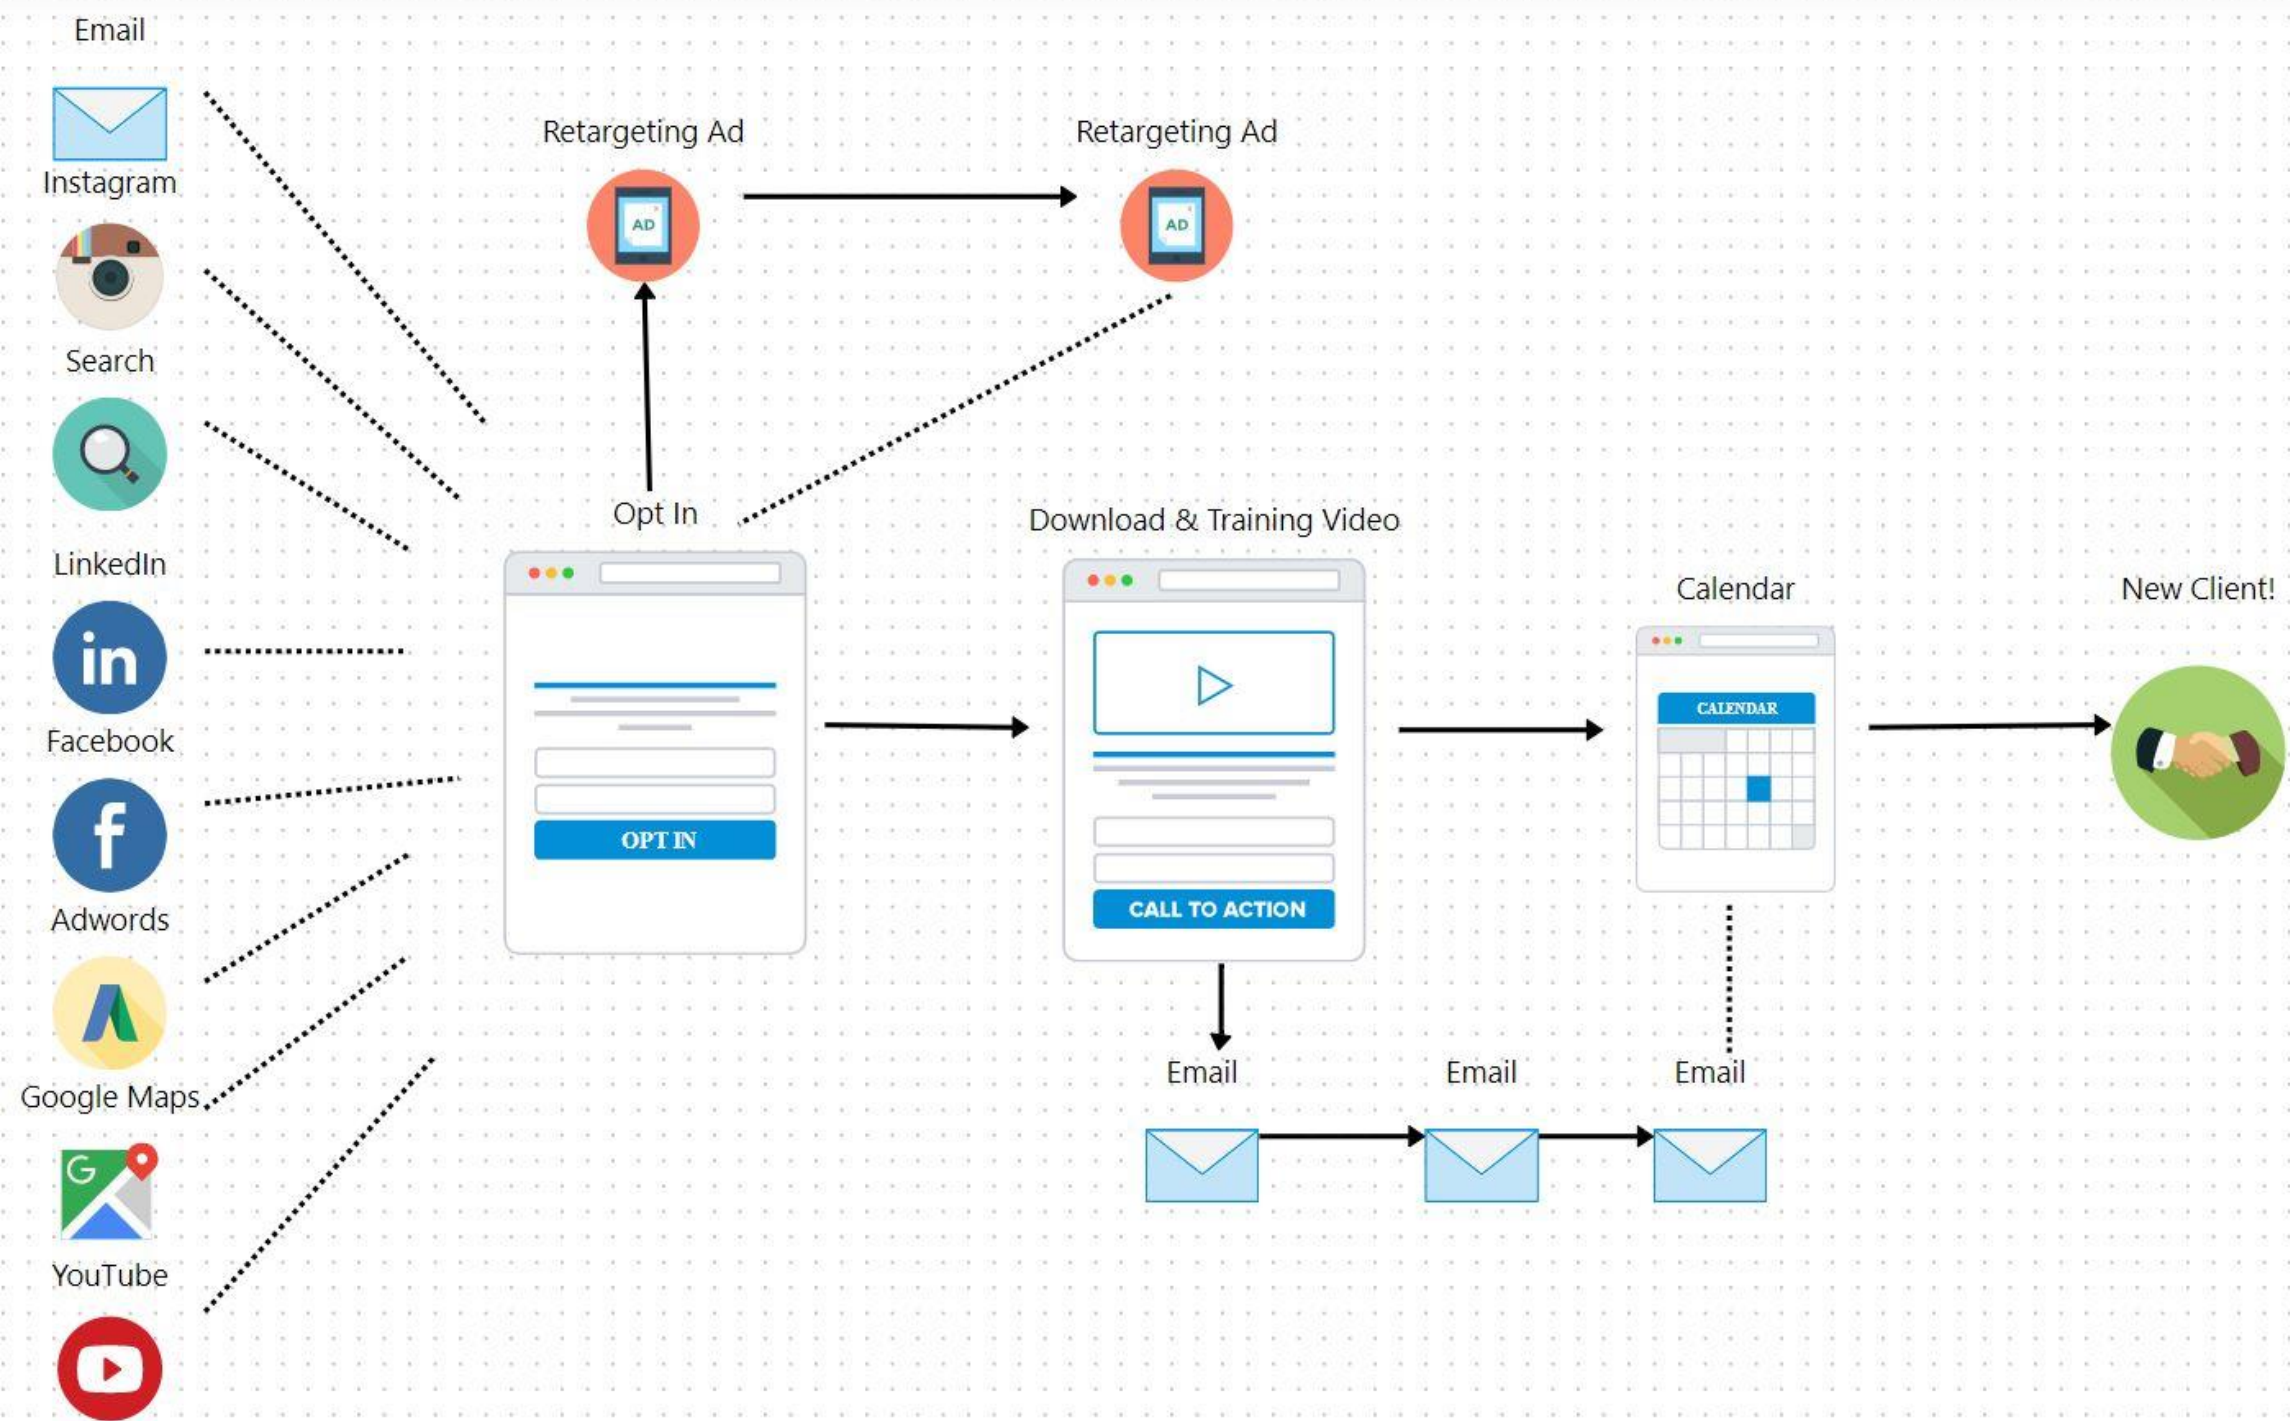 Email
Instagram
Search
LinkedIn
in
Facebook
f
Adwords
Google Maps
G
YouTube
Retargeting Ad
AD
Retargeting Ad
AD
Opt In
OPT IN
Download & Training Video
CALL TO ACTION
Calendar
CALENDAR
New Client!
Email
Email
Email